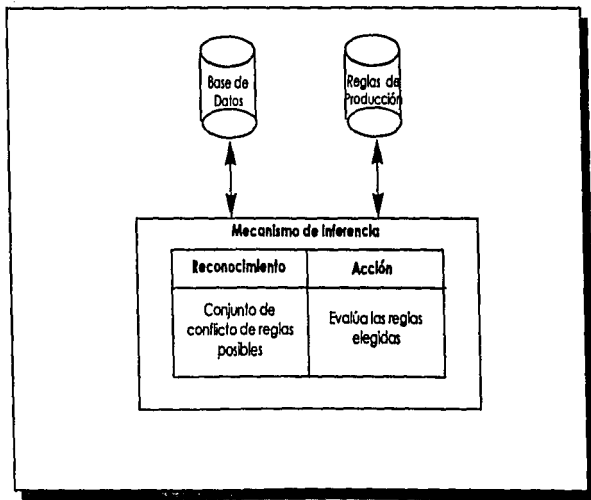 Base de
Datos
Reglas de
Producción
Mecanismo de inferencia
Reconocimiento
Acción
Conjunto de
conflicto de reglas
posibles
Evalúa las reglas
elegidas